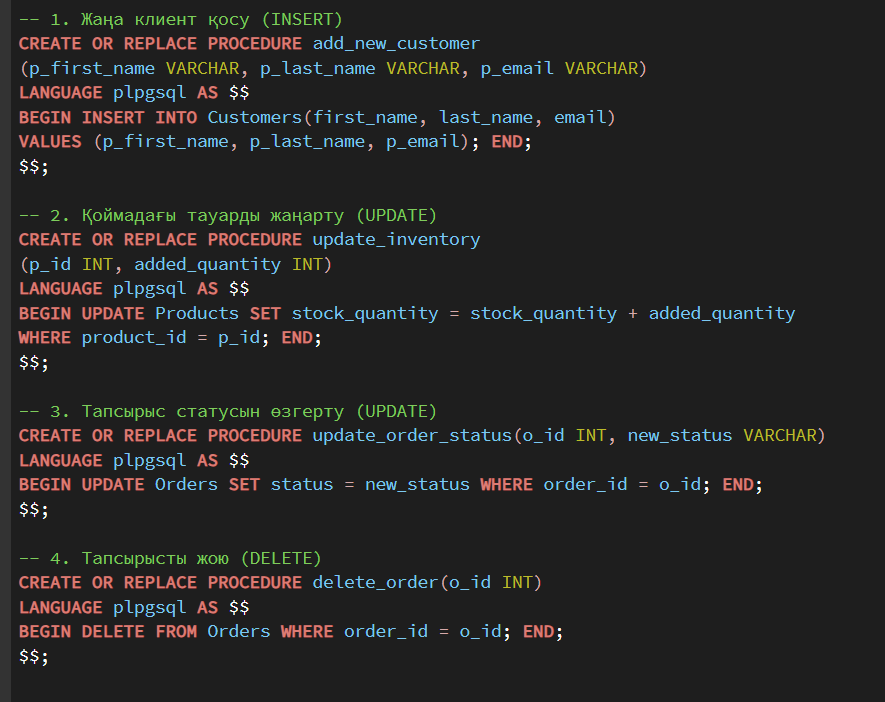 -- 1. Жаңа клиент қосу (INSERT)
CREATE OR REPLACE PROCEDURE add_new_customer
(p_first_name VARCHAR, p_last_name VARCHAR, p_email VARCHAR)
LANGUAGE plpgsql AS $$
BEGIN INSERT INTO Customers(first_name, last_name, email)
VALUES (p_first_name, p_last_name, p_email); END;
$$;

-- 2. Қоймадағы тауарды жаңарту (UPDATE)
CREATE OR REPLACE PROCEDURE update_inventory
(p_id INT, added_quantity INT)
LANGUAGE plpgsql AS $$
BEGIN UPDATE Products SET stock_quantity = stock_quantity + added_quantity
WHERE product_id = p_id; END;
$$;

-- 3. Тапсырыс статусын өзгерту (UPDATE)
CREATE OR REPLACE PROCEDURE update_order_status(o_id INT, new_status VARCHAR)
LANGUAGE plpgsql AS $$
BEGIN UPDATE Orders SET status = new_status WHERE order_id = o_id; END;
$$;

-- 4. Тапсырысты жою (DELETE)
CREATE OR REPLACE PROCEDURE delete_order(o_id INT)
LANGUAGE plpgsql AS $$
BEGIN DELETE FROM Orders WHERE order_id = o_id; END;
$$;